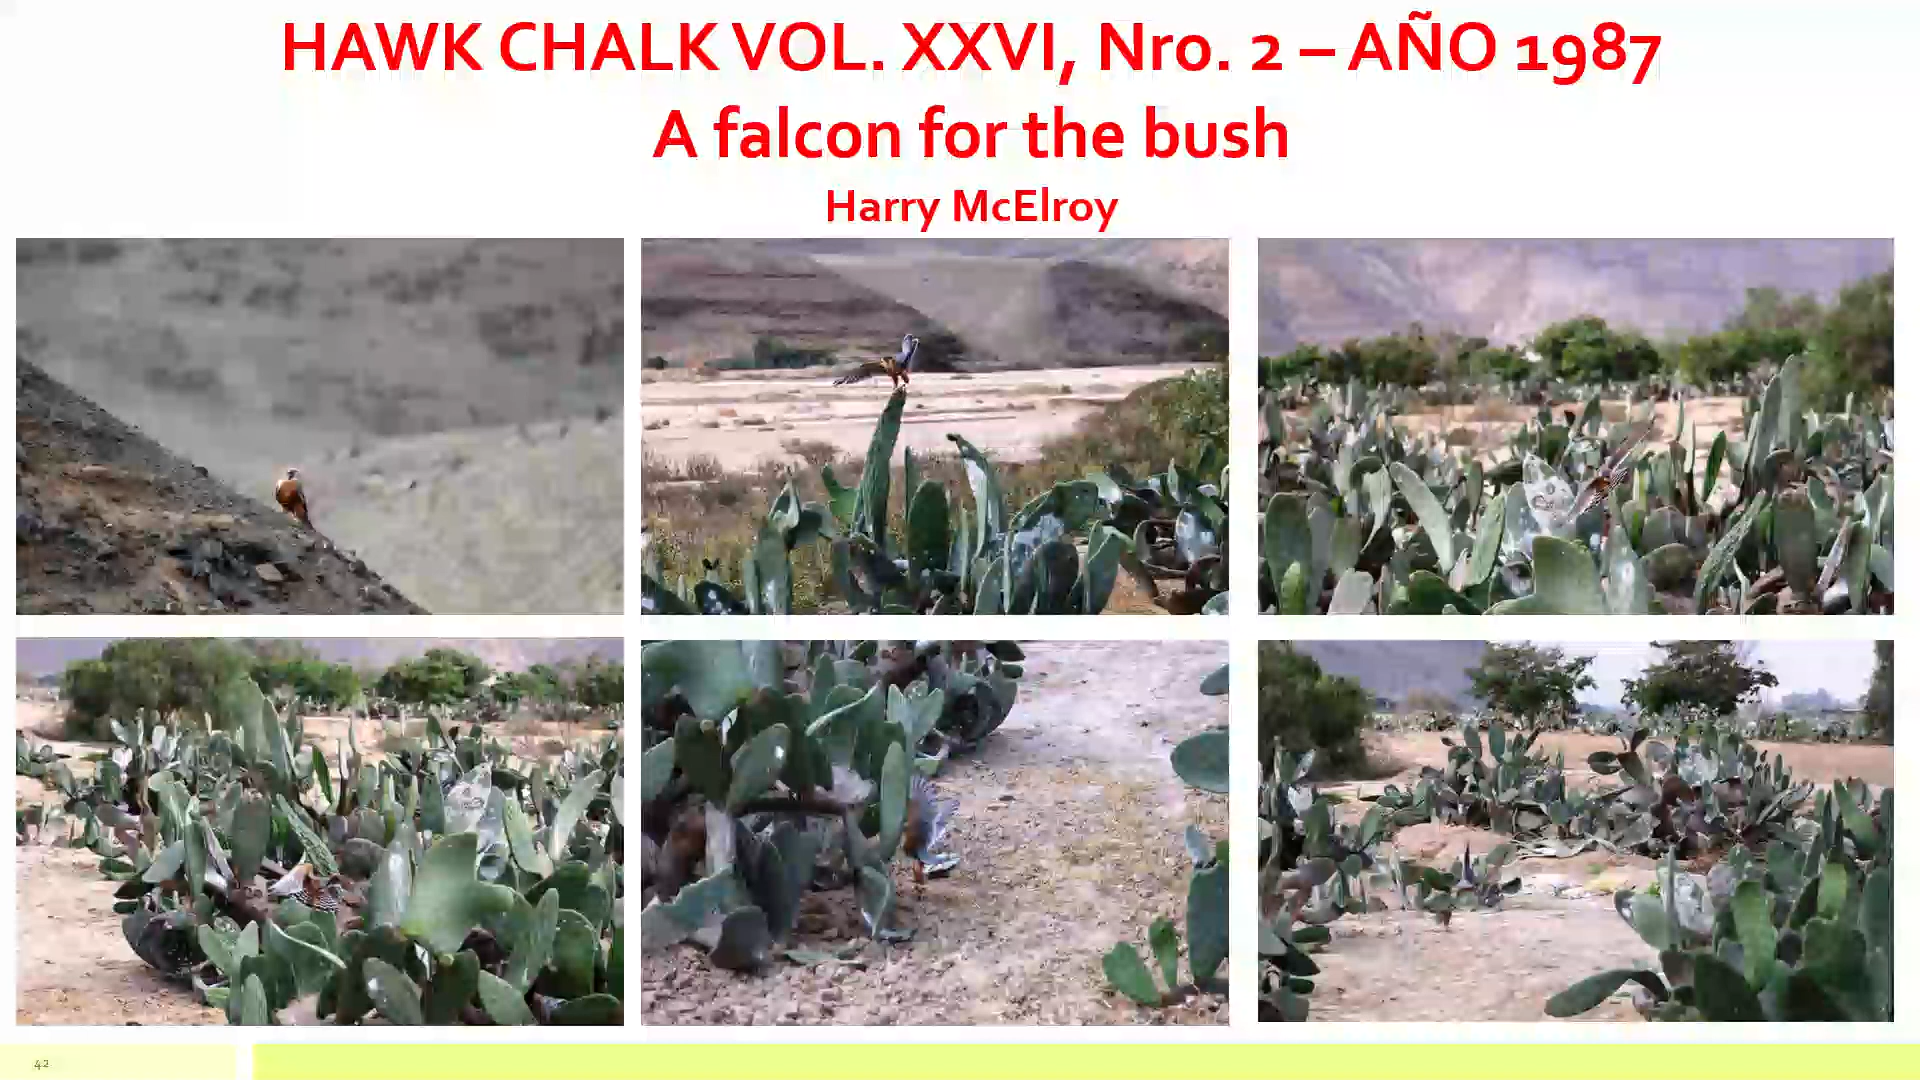 HAWK CHALK VOL. XXVI, Nro. 2 – AÑO 1987
A falcon for the bush
Harry McElroy
42